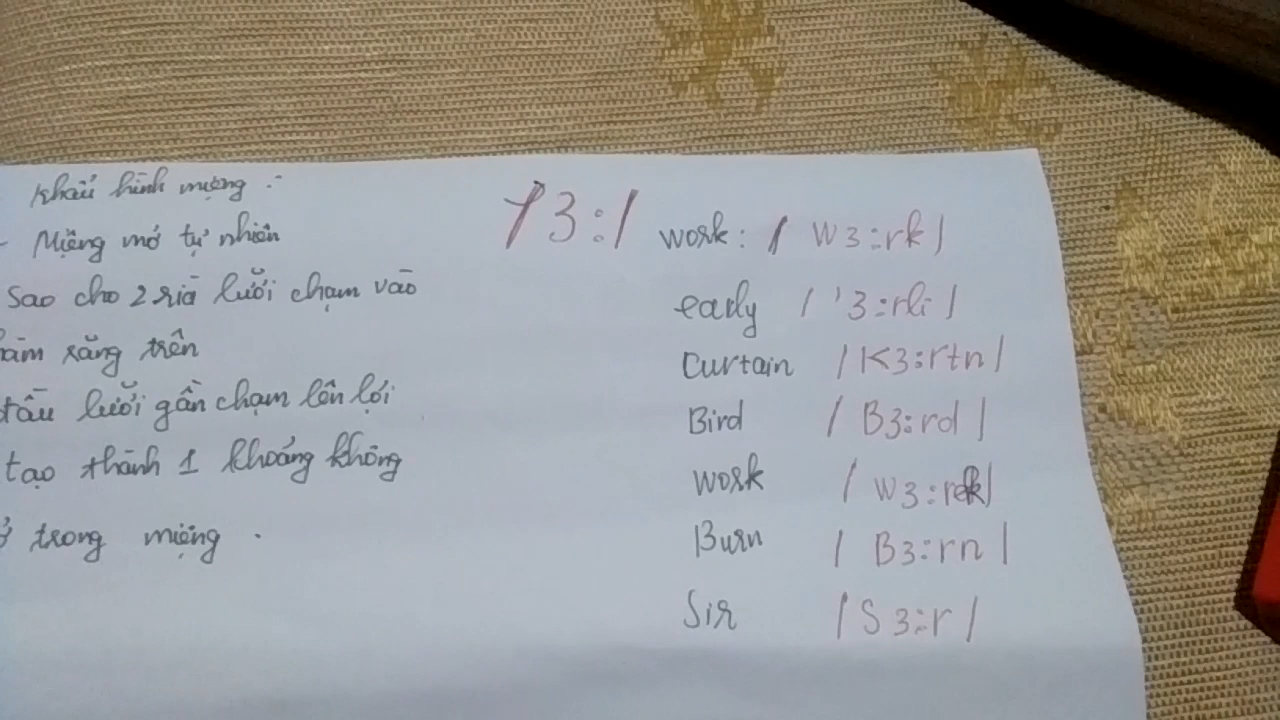 Khẩu hình miệng :
- Miệng mở tự nhiên
sao cho 2 rìa lưỡi chạm vào
hàm răng trên
đầu lưỡi gần chạm lên lợi
tạo thành 1 khoảng không
ở trong miệng .
/3:/
work : / W3:rk /
early / '3:rli /
Curtain / K3:rtn /
Bird / B3:rd /
work / W3:rk /
Burn / B3:rn /
Sir / S3:r /